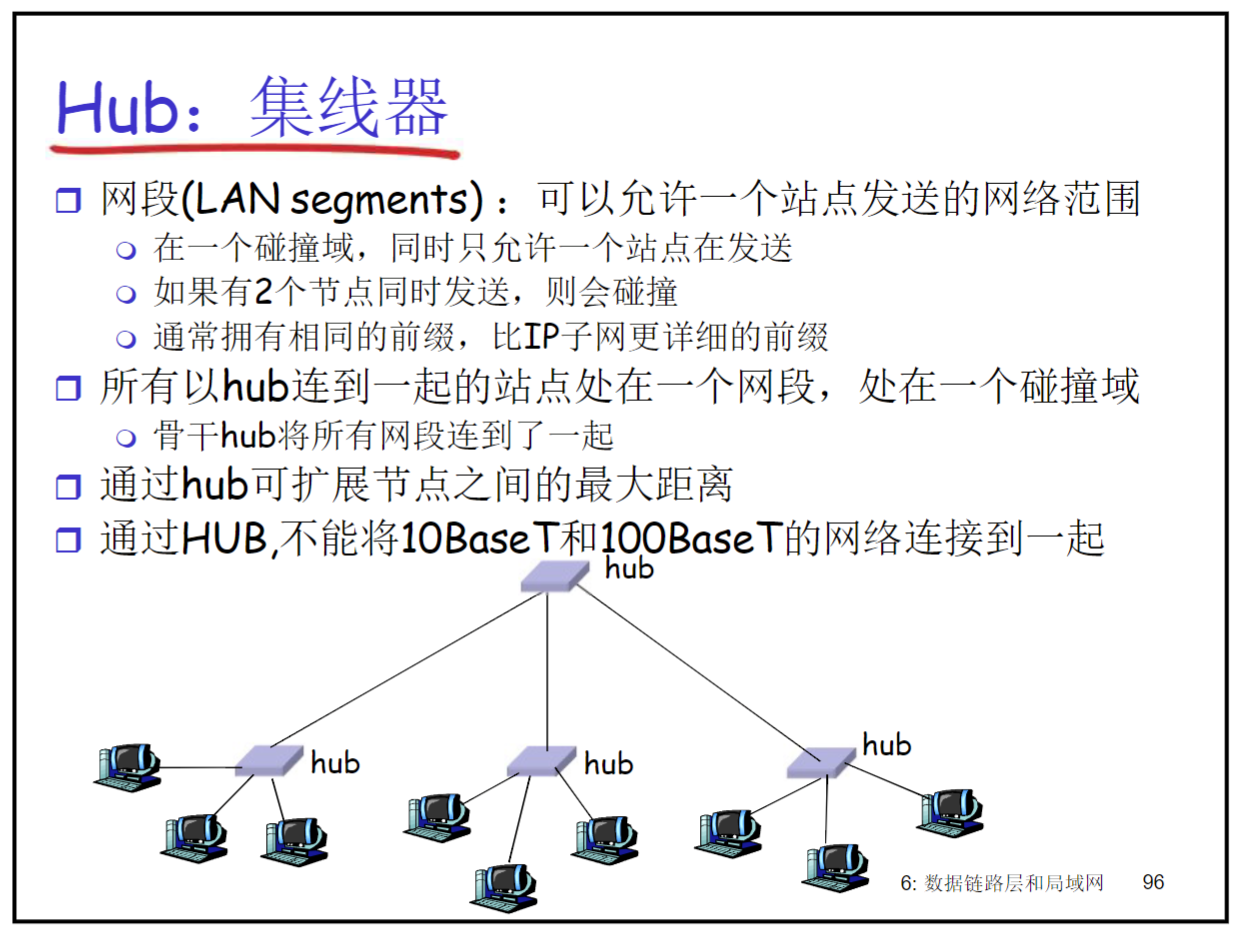 Hub：集线器
网段(LAN segments)：可以允许一个站点发送的网络范围
在一个碰撞域，同时只允许一个站点在发送
如果有2个节点同时发送，则会碰撞
通常拥有相同的前缀，比IP子网更详细的前缀
所有以hub连到一起的站点处在一个网段，处在一个碰撞域
骨干hub将所有网段连到了一起
通过hub可扩展节点之间的最大距离
通过HUB,不能将10BaseT和100BaseT的网络连接到一起
hub
hub
hub
hub
6: 数据链路层和局域网 96